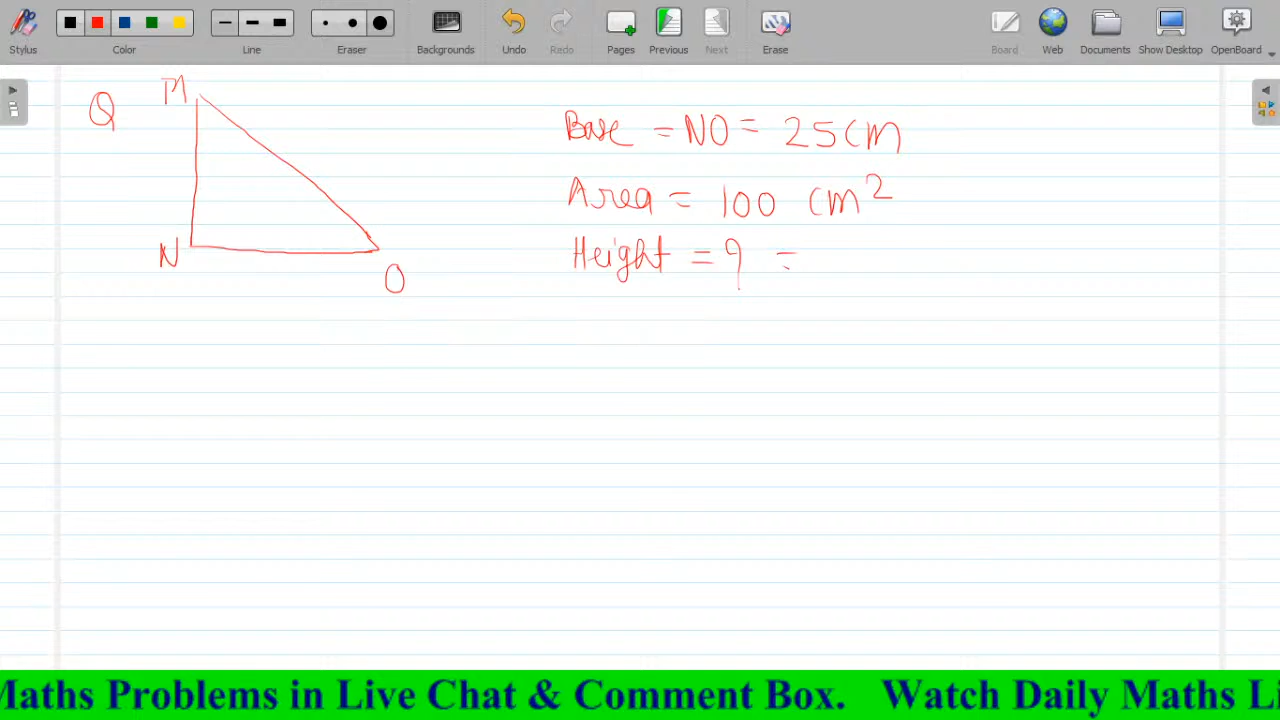 Stylus Color Line Eraser Backgrounds Undo Redo Pages Previous Next Erase Board Web Documents Show Desktop OpenBoard
Q
M
N
O
Base = NO = 25cm
Area = 100 cm²
Height = ? =
Maths Problems in Live Chat & Comment Box. Watch Daily Maths Li